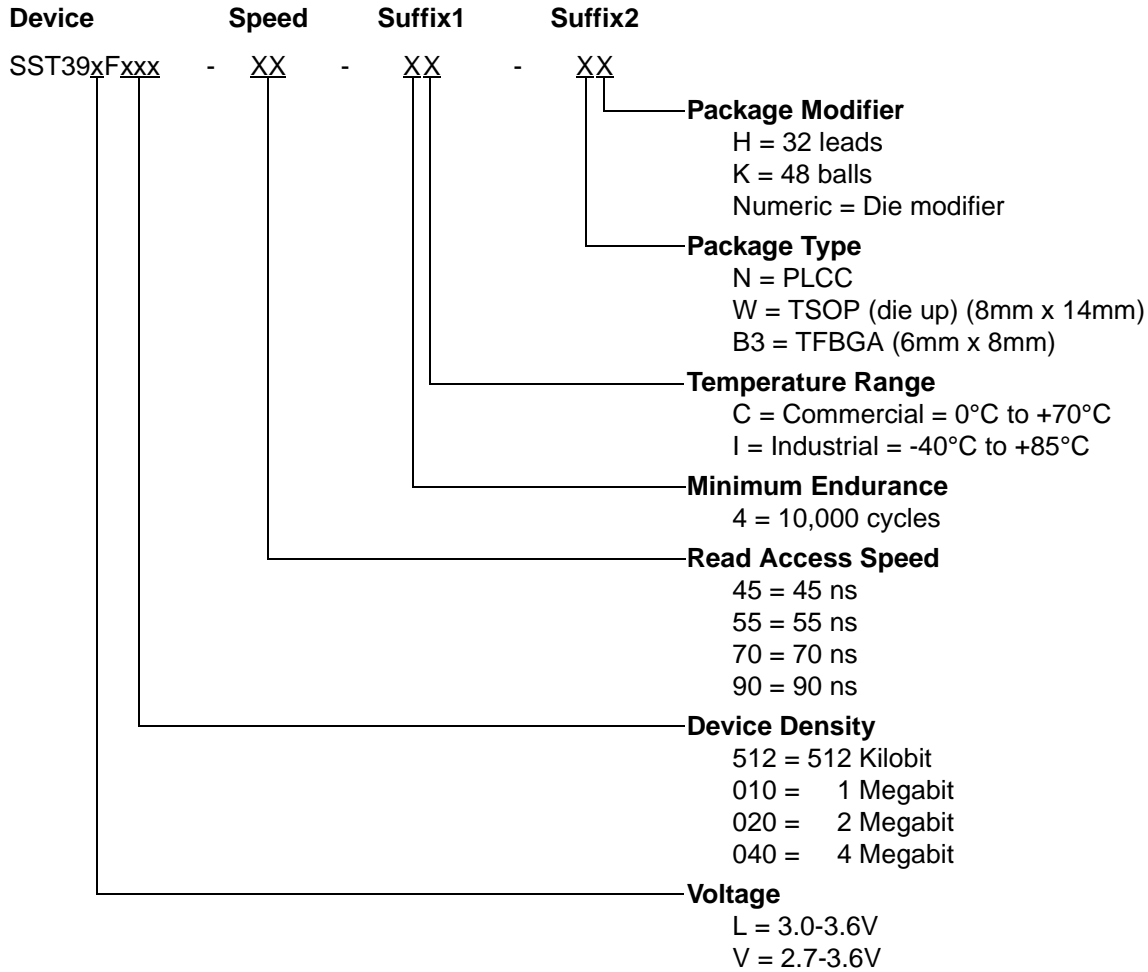 Device Speed Suffix1 Suffix2
SST39xFxxx - XX - XX - XX
Package Modifier
H = 32 leads
K = 48 balls
Numeric = Die modifier
Package Type
N = PLCC
W = TSOP (die up) (8mm x 14mm)
B3 = TFBGA (6mm x 8mm)
Temperature Range
C = Commercial = 0°C to +70°C
I = Industrial = -40°C to +85°C
Minimum Endurance
4 = 10,000 cycles
Read Access Speed
45 = 45 ns
55 = 55 ns
70 = 70 ns
90 = 90 ns
Device Density
512 = 512 Kilobit
010 = 1 Megabit
020 = 2 Megabit
040 = 4 Megabit
Voltage
L = 3.0-3.6V
V = 2.7-3.6V